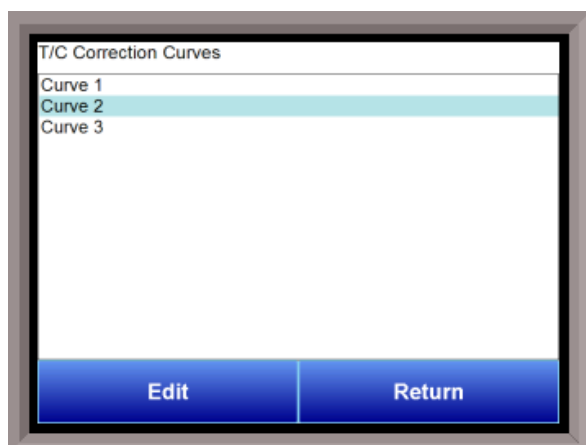 T/C Correction Curves
Curve 1
Curve 2
Curve 3
Edit
Return